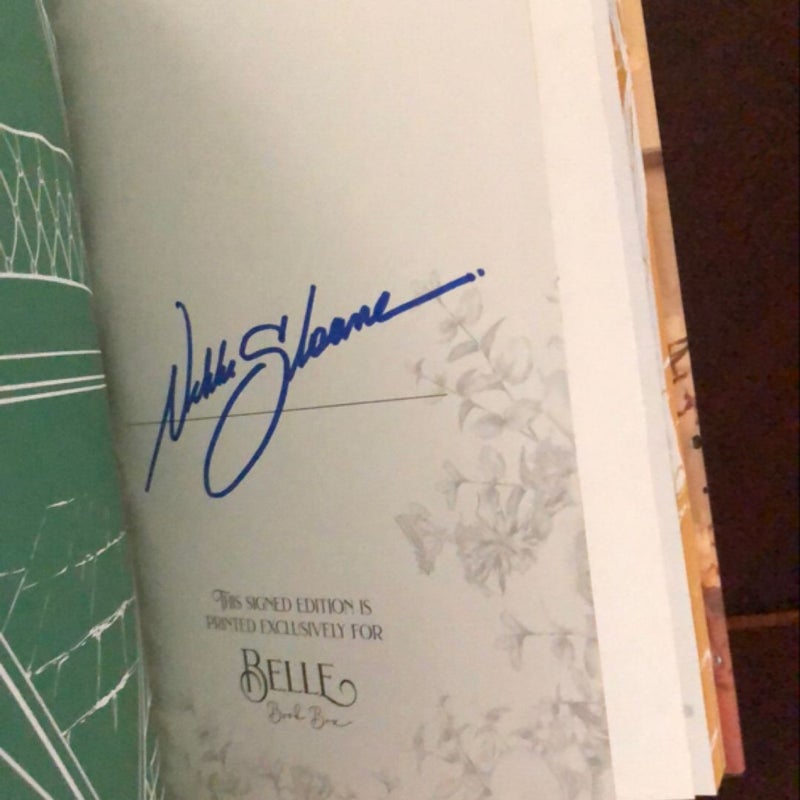 Nikki Sloane
THIS SIGNED EDITION IS
PRINTED EXCLUSIVELY FOR
BELLE
Book Box